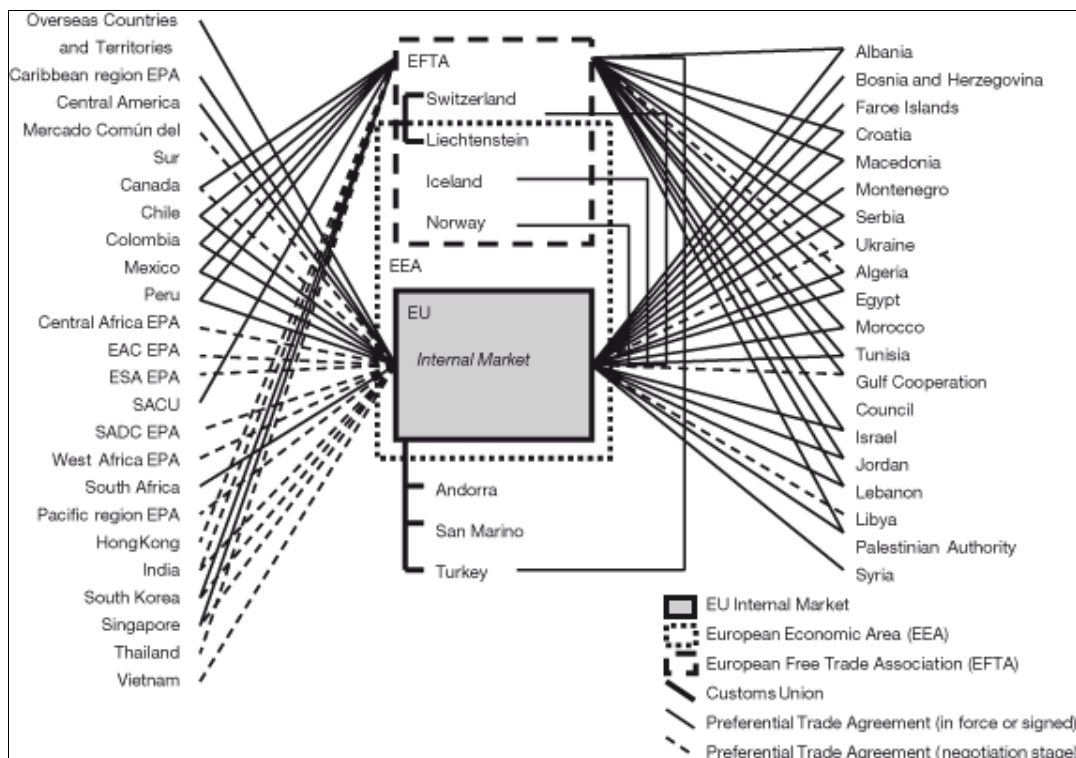 Overseas Countries
and Territories
Caribbean region EPA
Central America
Mercado Común del
Sur
Canada
Chile
Colombia
Mexico
Peru
Central Africa EPA
EAC EPA
ESA EPA
SACU
SADC EPA
West Africa EPA
South Africa
Pacific region EPA
HongKong
India
South Korea
Singapore
Thailand
Vietnam
EFTA
Switzerland
Liechtenstein
Iceland
Norway
EEA
EU
Internal Market
Andorra
San Marino
Turkey
Albania
Bosnia and Herzegovina
Faroe Islands
Croatia
Macedonia
Montenegro
Serbia
Ukraine
Algeria
Egypt
Morocco
Tunisia
Gulf Cooperation
Council
Israel
Jordan
Lebanon
Libya
Palestinian Authority
Syria
EU Internal Market
European Economic Area (EEA)
European Free Trade Association (EFTA)
Customs Union
Preferential Trade Agreement (in force or signed)
Preferential Trade Agreement (negotiation stage)